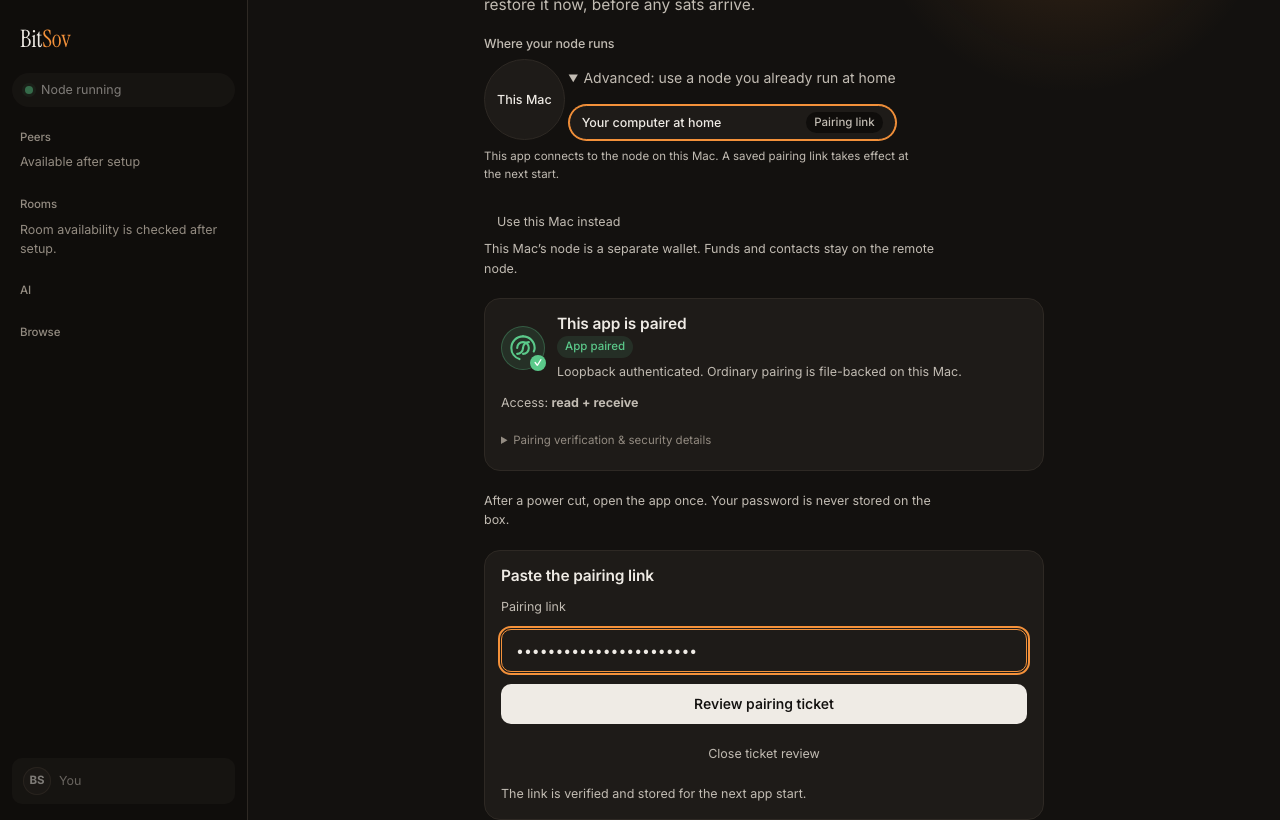 BitSov
Node running
Peers
Available after setup
Rooms
Room availability is checked after
setup.
AI
Browse
BS You
restore it now, before any sats arrive.
Where your node runs
This Mac
Advanced: use a node you already run at home
Your computer at home Pairing link
This app connects to the node on this Mac. A saved pairing link takes effect at
the next start.
Use this Mac instead
This Mac’s node is a separate wallet. Funds and contacts stay on the remote
node.
This app is paired
App paired
Loopback authenticated. Ordinary pairing is file-backed on this Mac.
Access: read + receive
Pairing verification & security details
After a power cut, open the app once. Your password is never stored on the
box.
Paste the pairing link
Pairing link
•••••••••••••••••••••••
Review pairing ticket
Close ticket review
The link is verified and stored for the next app start.